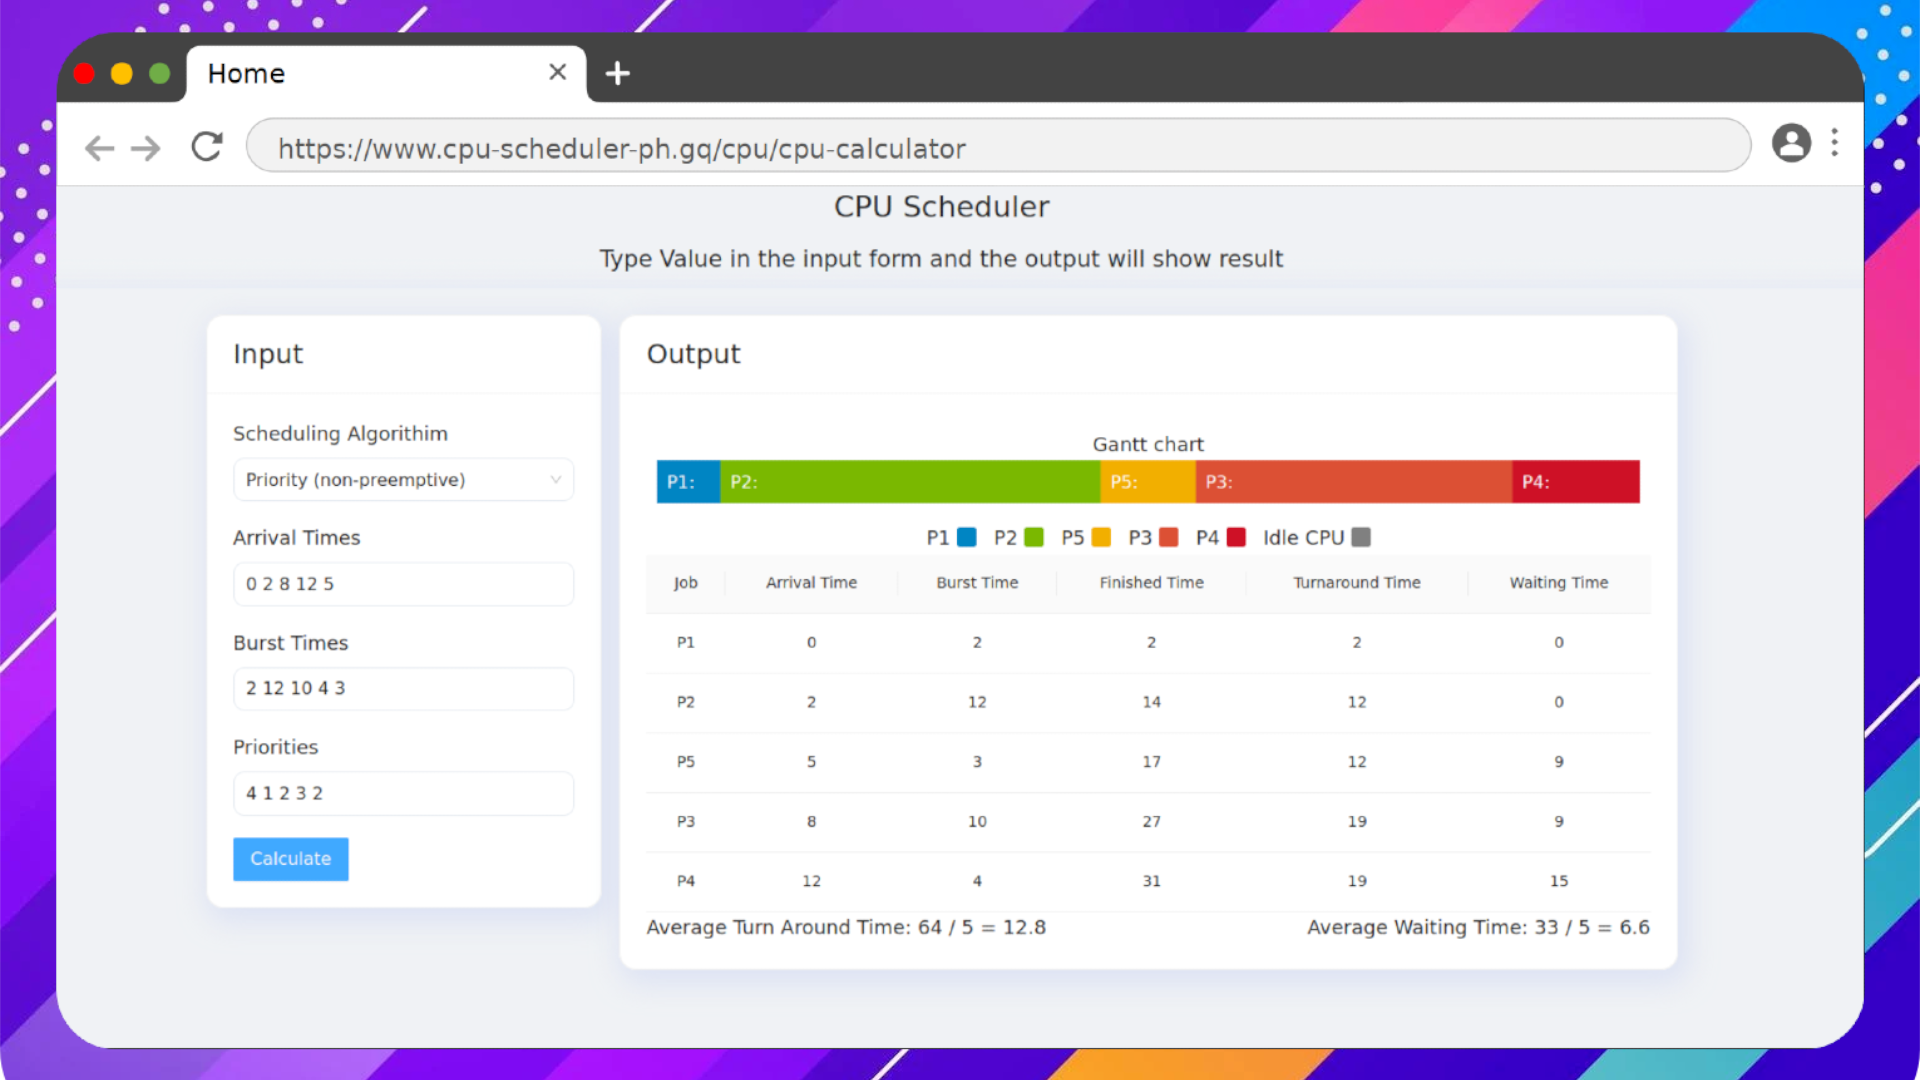 Home
https://www.cpu-scheduler-ph.gq/cpu/cpu-calculator
CPU Scheduler
Type Value in the input form and the output will show result
Input
Scheduling Algorithim
Priority (non-preemptive)
Arrival Times
0 2 8 12 5
Burst Times
2 12 10 4 3
Priorities
4 1 2 3 2
Calculate
Output
Gantt chart
P1: P2: P5: P3: P4:
P1 P2 P5 P3 P4 Idle CPU
Job Arrival Time Burst Time Finished Time Turnaround Time Waiting Time
P1 0 2 2 2 0
P2 2 12 14 12 0
P5 5 3 17 12 9
P3 8 10 27 19 9
P4 12 4 31 19 15
Average Turn Around Time: 64 / 5 = 12.8 Average Waiting Time: 33 / 5 = 6.6